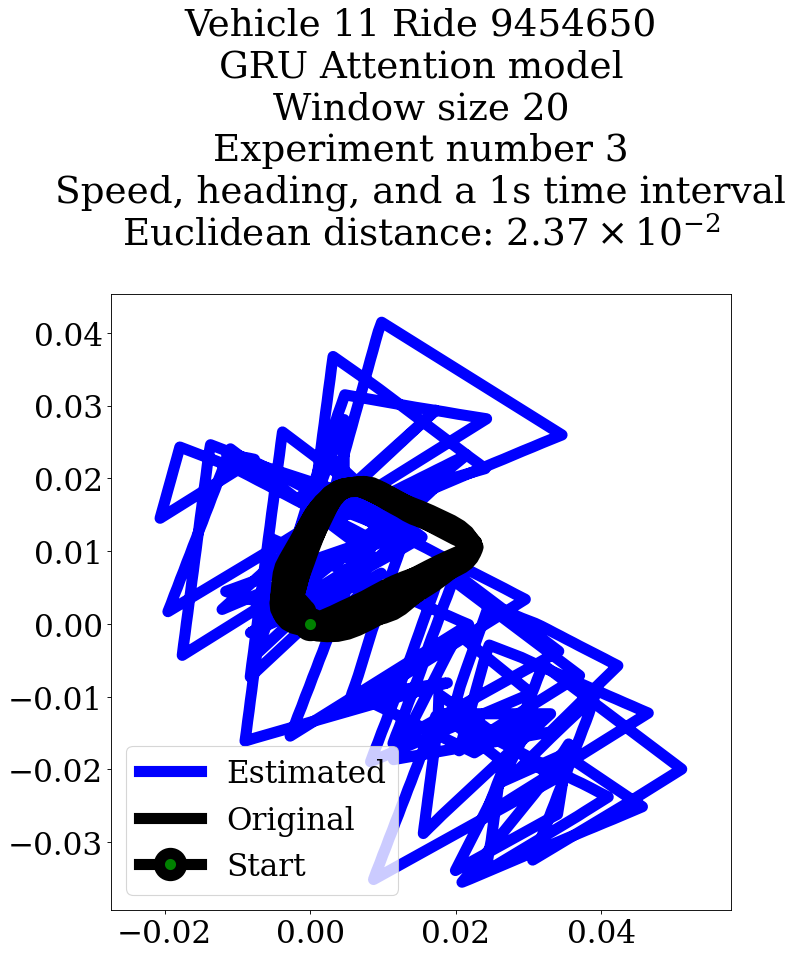 Vehicle 11 Ride 9454650
GRU Attention model
Window size 20
Experiment number 3
Speed, heading, and a 1s time interval
Euclidean distance: 2.37 × 10⁻²
0.04
0.03
0.02
0.01
0.00
−0.01
−0.02
−0.03
Estimated
Original
Start
−0.02
0.00
0.02
0.04